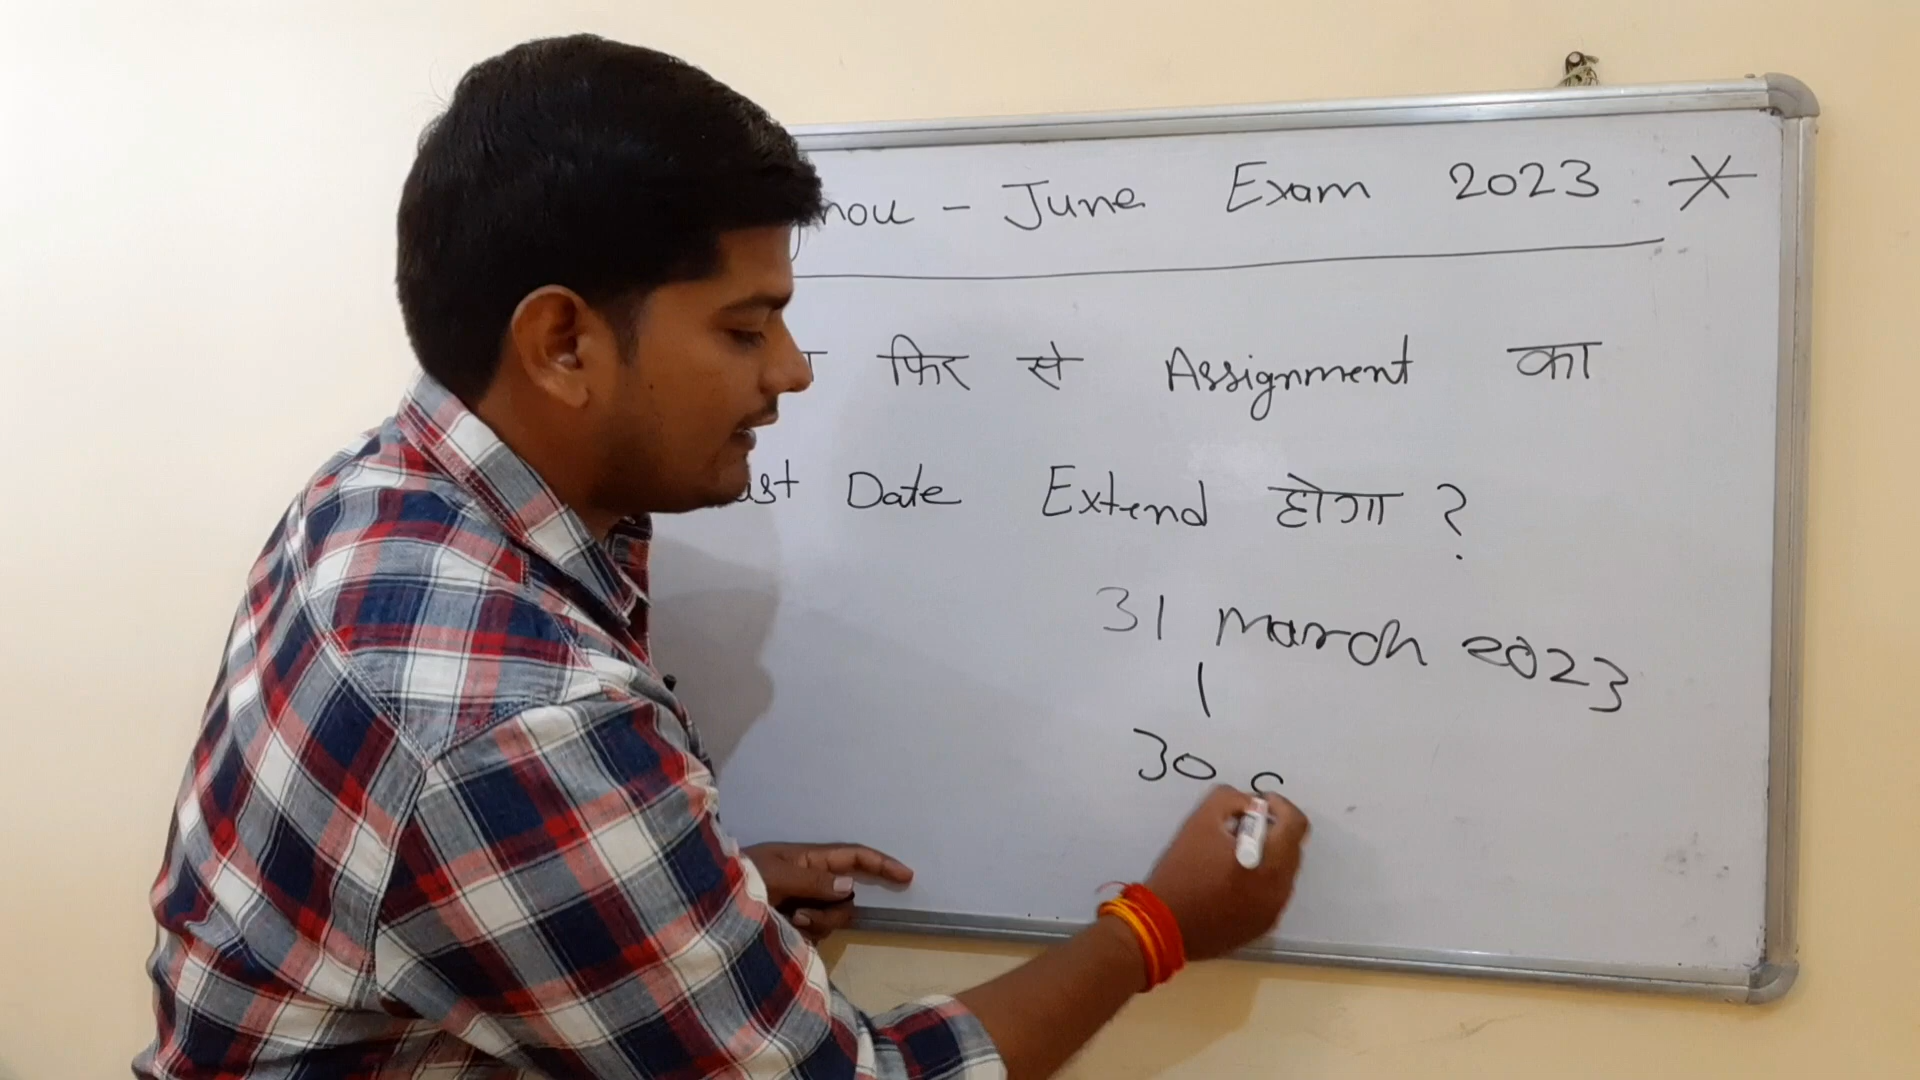 nou - June Exam 2023 *
फिर से Assignment का
ast Date Extend होगा ?
31 march 2023
30